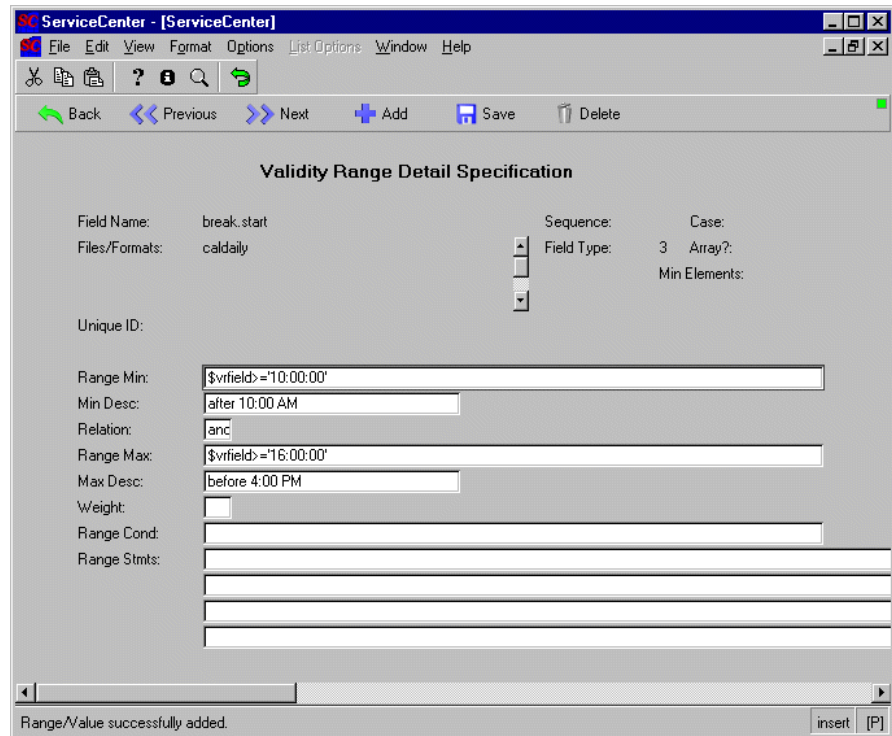 SC ServiceCenter - [ServiceCenter]
SC File Edit View Format Options List Options Window Help
Back Previous Next Add Save Delete
Validity Range Detail Specification
Field Name: break.start Sequence: Case:
Files/Formats: caldaily Field Type: 3 Array?:
Min Elements:
Unique ID:
Range Min: $vrfield>='10:00:00'
Min Desc: after 10:00 AM
Relation: and
Range Max: $vrfield>='16:00:00'
Max Desc: before 4:00 PM
Weight:
Range Cond:
Range Stmts:
Range/Value successfully added. insert [P]